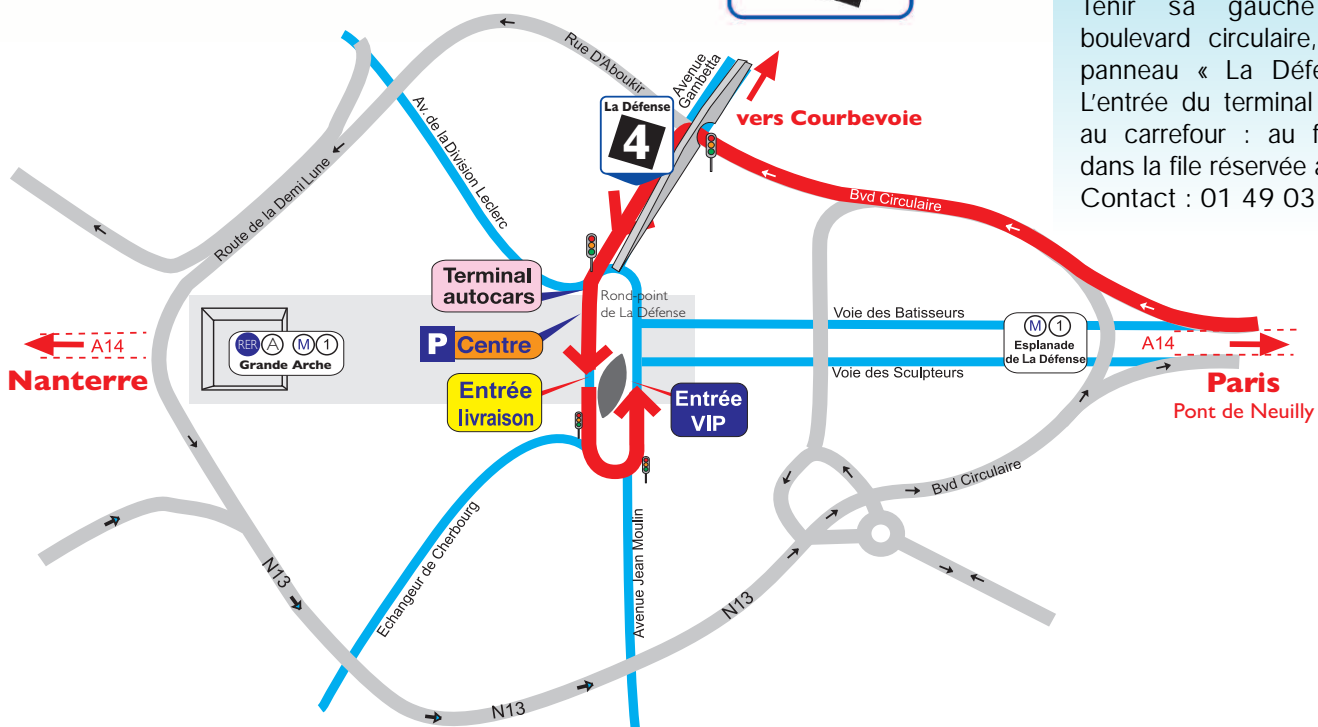 Tenir sa gauche
boulevard circulaire,
panneau « La Défe
L'entrée du terminal
au carrefour : au f
dans la file réservée a
Contact : 01 49 03
Rue D'Aboukir
Avenue
Gambetta
La Défense
4
vers Courbevoie
Av. de la Division Leclerc
Route de la Demi Lune
Bvd Circulaire
Terminal
autocars
Rond-point
de La Défense
P Centre
Voie des Batisseurs
RER A M 1
Grande Arche
M 1
Esplanade
de La Défense
A14
Nanterre
A14
Paris
Pont de Neuilly
Voie des Sculpteurs
Entrée
livraison
Entrée
VIP
Bvd Circulaire
Echangeur de Cherbourg
Avenue Jean Moulin
N13
N13
N13